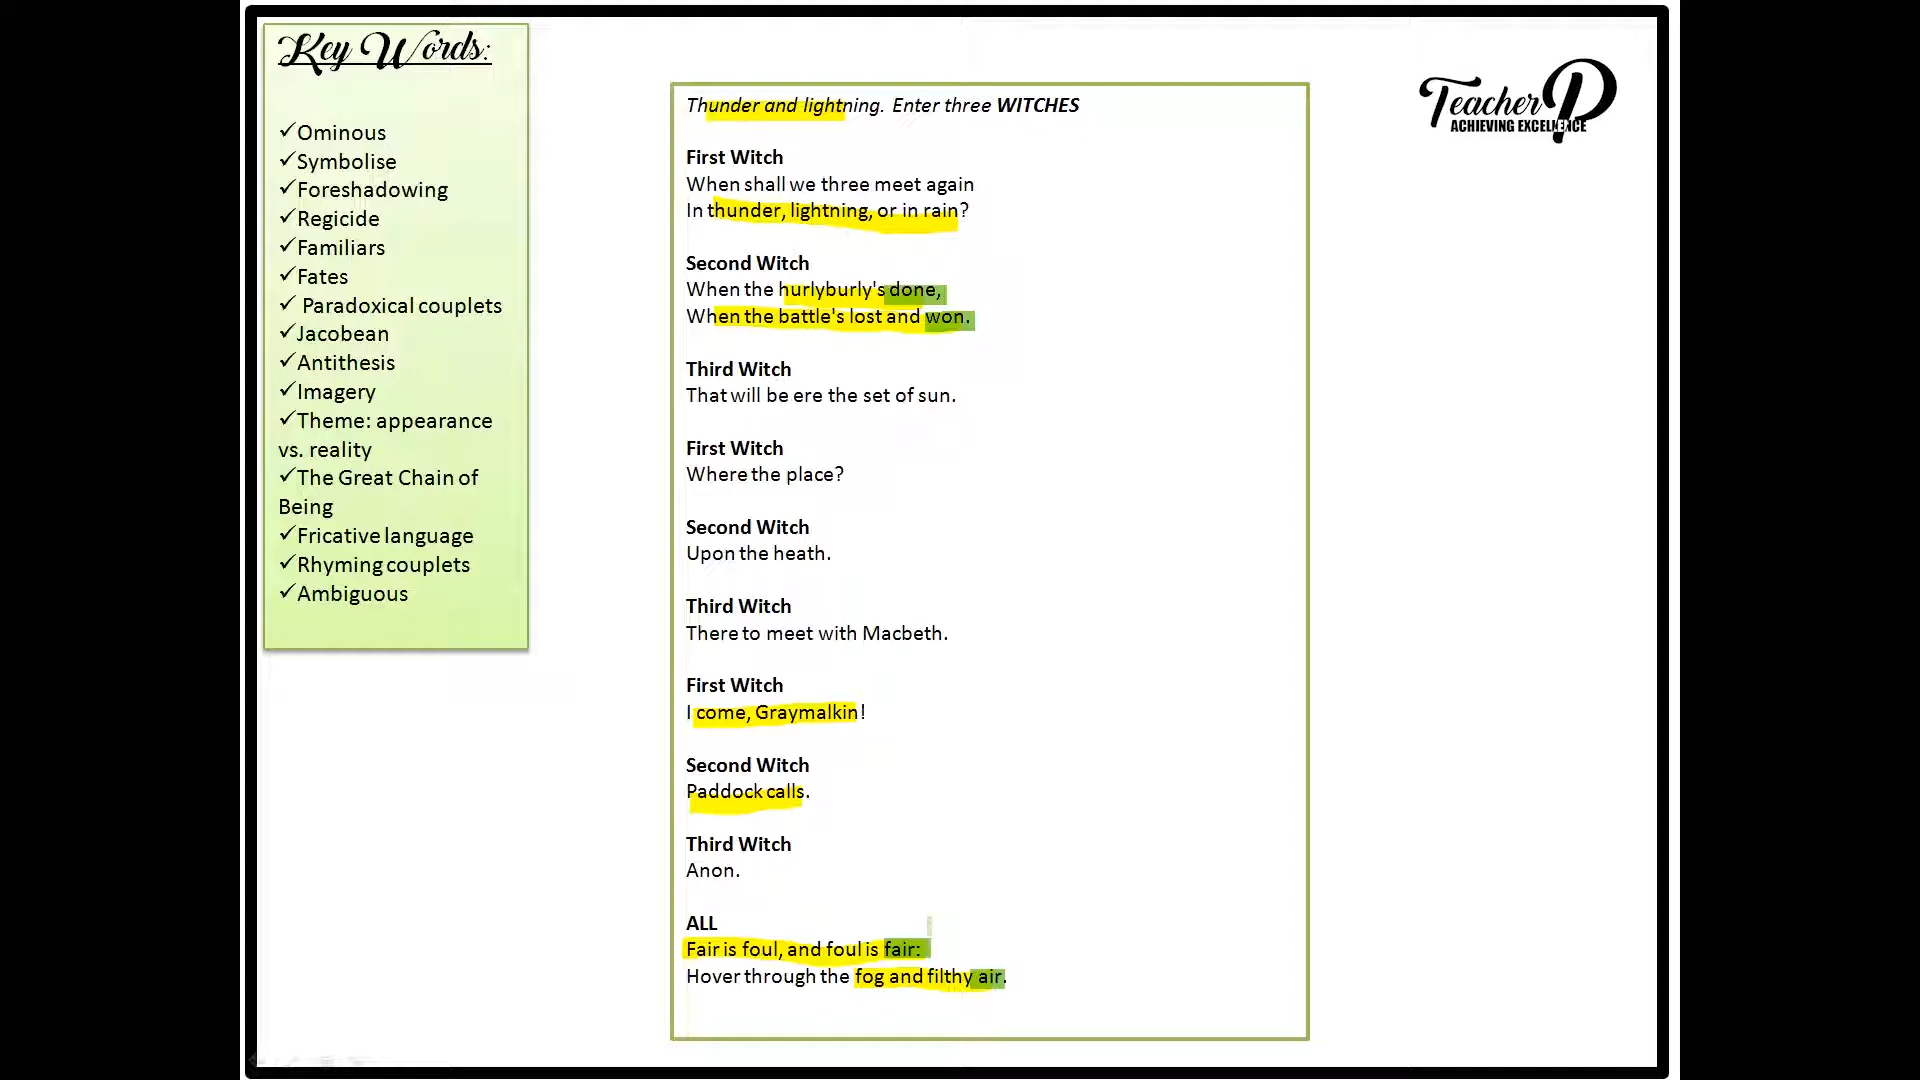 Key Words:
✓Ominous
✓Symbolise
✓Foreshadowing
✓Regicide
✓Familiars
✓Fates
✓ Paradoxical couplets
✓Jacobean
✓Antithesis
✓Imagery
✓Theme: appearance
vs. reality
✓The Great Chain of
Being
✓Fricative language
✓Rhyming couplets
✓Ambiguous
Thunder and lightning. Enter three WITCHES
First Witch
When shall we three meet again
In thunder, lightning, or in rain?
Second Witch
When the hurlyburly's done,
When the battle's lost and won.
Third Witch
That will be ere the set of sun.
First Witch
Where the place?
Second Witch
Upon the heath.
Third Witch
There to meet with Macbeth.
First Witch
I come, Graymalkin!
Second Witch
Paddock calls.
Third Witch
Anon.
ALL
Fair is foul, and foul is fair:
Hover through the fog and filthy air.
Teacher P
ACHIEVING EXCELLENCE